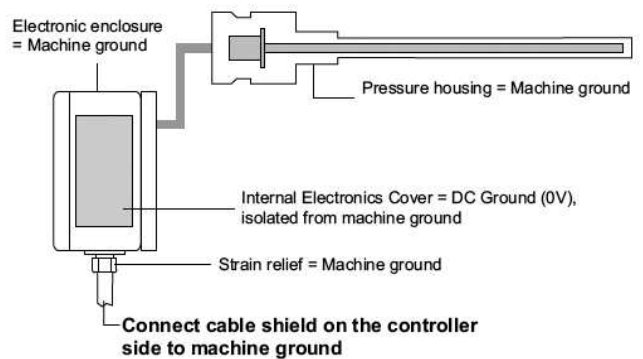 Electronic enclosure
= Machine ground
Pressure housing = Machine ground
Internal Electronics Cover = DC Ground (0V),
isolated from machine ground
Strain relief = Machine ground
Connect cable shield on the controller
side to machine ground